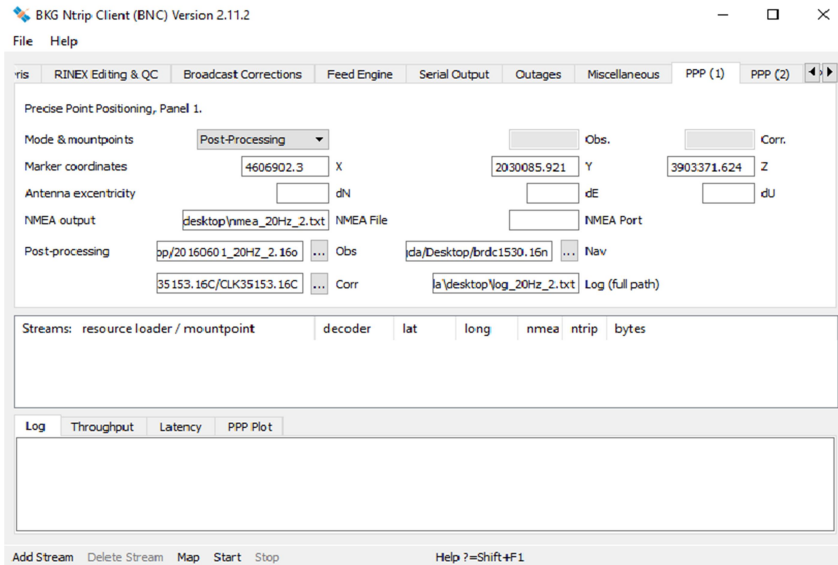 BKG Ntrip Client (BNC) Version 2.11.2
File Help
ris RINEX Editing & QC Broadcast Corrections Feed Engine Serial Output Outages Miscellaneous PPP (1) PPP (2)
Precise Point Positioning, Panel 1.
Mode & mountpoints Post-Processing Obs. Corr.
Marker coordinates 4606902.3 X 2030085.921 Y 3903371.624 Z
Antenna excentricity dN dE dU
NMEA output desktop\nmea_20Hz_2.txt NMEA File NMEA Port
Post-processing op/20160601_20HZ_2.16o ... Obs da/Desktop/brdc1530.16n ... Nav
35153.16C/CLK35153.16C ... Corr la\desktop\log_20Hz_2.txt Log (full path)
Streams: resource loader / mountpoint decoder lat long nmea ntrip bytes
Log Throughput Latency PPP Plot
Add Stream Delete Stream Map Start Stop Help ?=Shift+F1